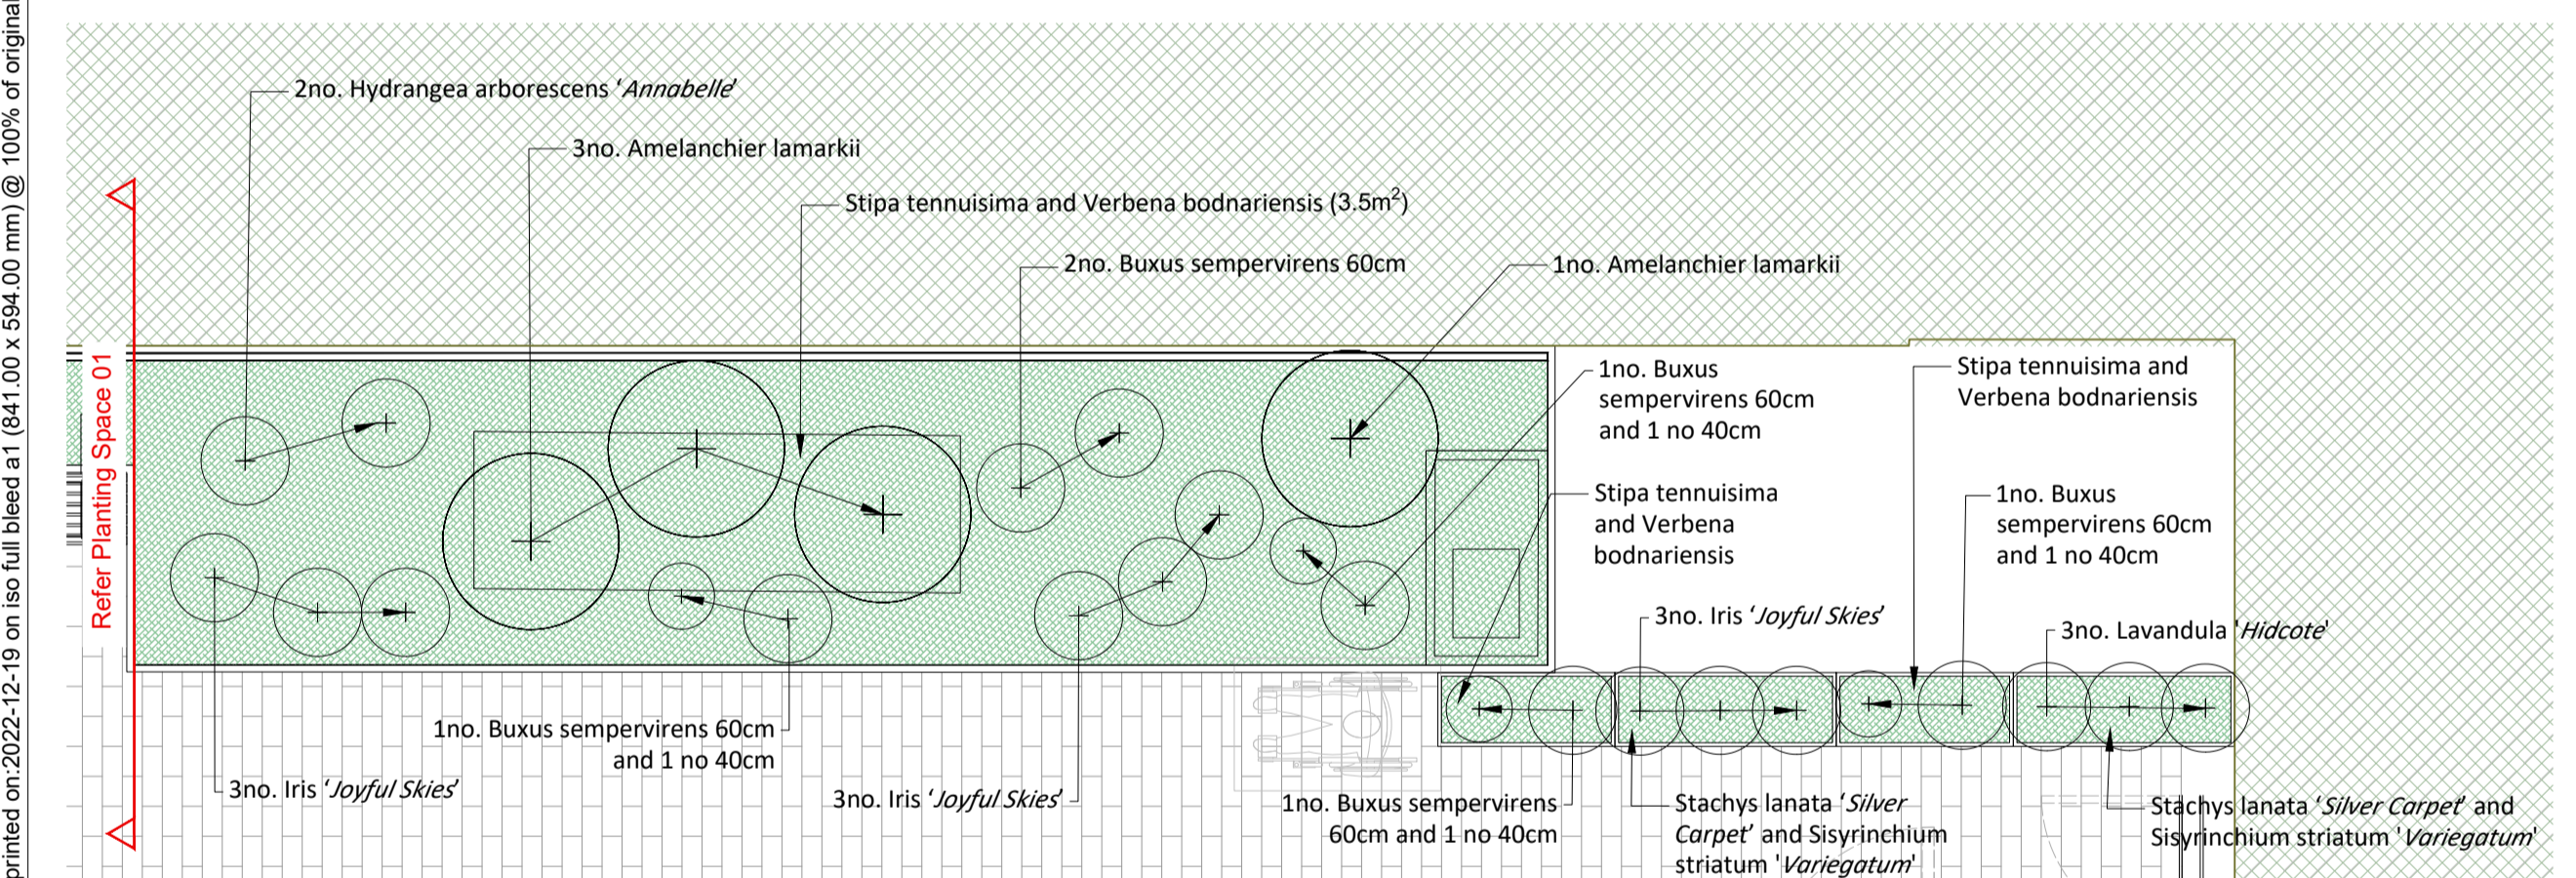 printed on:2022-12-19 on iso full bleed a1 (841.00 x 594.00 mm) @ 100% of original
2no. Hydrangea arborescens ‘Annabelle’
3no. Amelanchier lamarkii
Stipa tennuisima and Verbena bodnariensis (3.5m²)
2no. Buxus sempervirens 60cm
1no. Amelanchier lamarkii
Refer Planting Space 01
1no. Buxus
sempervirens 60cm
and 1 no 40cm
Stipa tennuisima and
Verbena bodnariensis
Stipa tennuisima
and Verbena
bodnariensis
1no. Buxus
sempervirens 60cm
and 1 no 40cm
3no. Iris ‘Joyful Skies’
3no. Lavandula 'Hidcote'
1no. Buxus sempervirens 60cm
and 1 no 40cm
3no. Iris ‘Joyful Skies’
3no. Iris ‘Joyful Skies’
1no. Buxus sempervirens
60cm and 1 no 40cm
Stachys lanata ‘Silver
Carpet’ and Sisyrinchium
striatum 'Variegatum'
Stachys lanata ‘Silver Carpet’ and
Sisyrinchium striatum 'Variegatum'